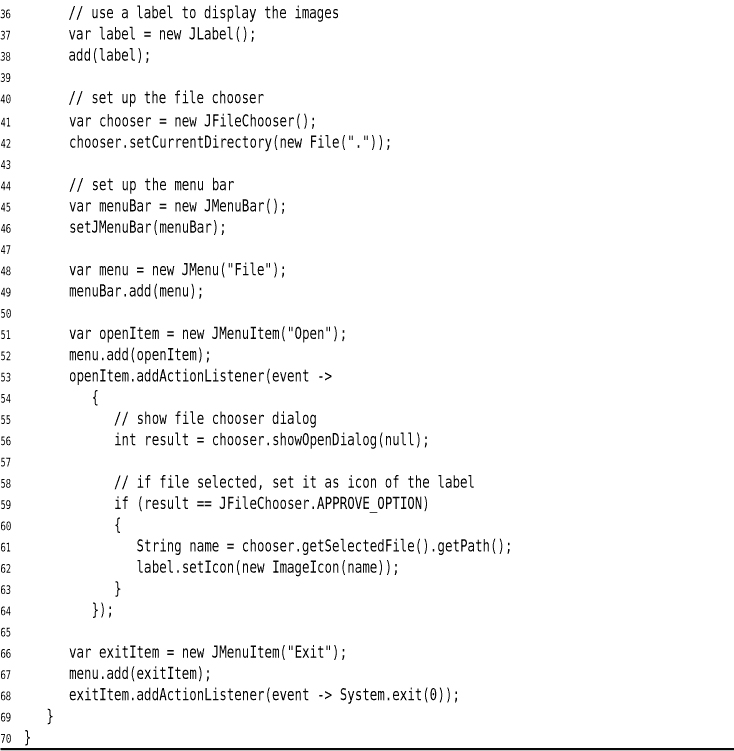 36       // use a label to display the images
37       var label = new JLabel();
38       add(label);
39
40       // set up the file chooser
41       var chooser = new JFileChooser();
42       chooser.setCurrentDirectory(new File("."));
43
44       // set up the menu bar
45       var menuBar = new JMenuBar();
46       setJMenuBar(menuBar);
47
48       var menu = new JMenu("File");
49       menuBar.add(menu);
50
51       var openItem = new JMenuItem("Open");
52       menu.add(openItem);
53       openItem.addActionListener(event ->
54          {
55             // show file chooser dialog
56             int result = chooser.showOpenDialog(null);
57
58             // if file selected, set it as icon of the label
59             if (result == JFileChooser.APPROVE_OPTION)
60             {
61                String name = chooser.getSelectedFile().getPath();
62                label.setIcon(new ImageIcon(name));
63             }
64          });
65
66       var exitItem = new JMenuItem("Exit");
67       menu.add(exitItem);
68       exitItem.addActionListener(event -> System.exit(0));
69    }
70 }